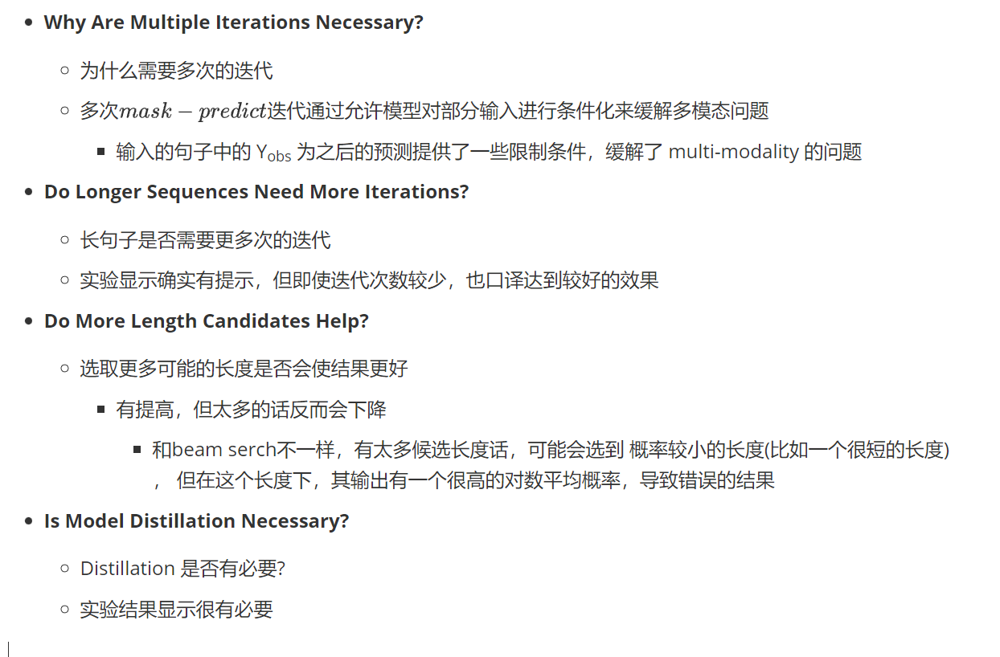 Why Are Multiple Iterations Necessary?
为什么需要多次的迭代
多次mask − predict迭代通过允许模型对部分输入进行条件化来缓解多模态问题
输入的句子中的 Yobs 为之后的预测提供了一些限制条件，缓解了 multi-modality 的问题
Do Longer Sequences Need More Iterations?
长句子是否需要更多次的迭代
实验显示确实有提示，但即使迭代次数较少，也口译达到较好的效果
Do More Length Candidates Help?
选取更多可能的长度是否会使结果更好
有提高，但太多的话反而会下降
和beam serch不一样，有太多候选长度话，可能会选到 概率较小的长度(比如一个很短的长度)
， 但在这个长度下，其输出有一个很高的对数平均概率，导致错误的结果
Is Model Distillation Necessary?
Distillation 是否有必要?
实验结果显示很有必要